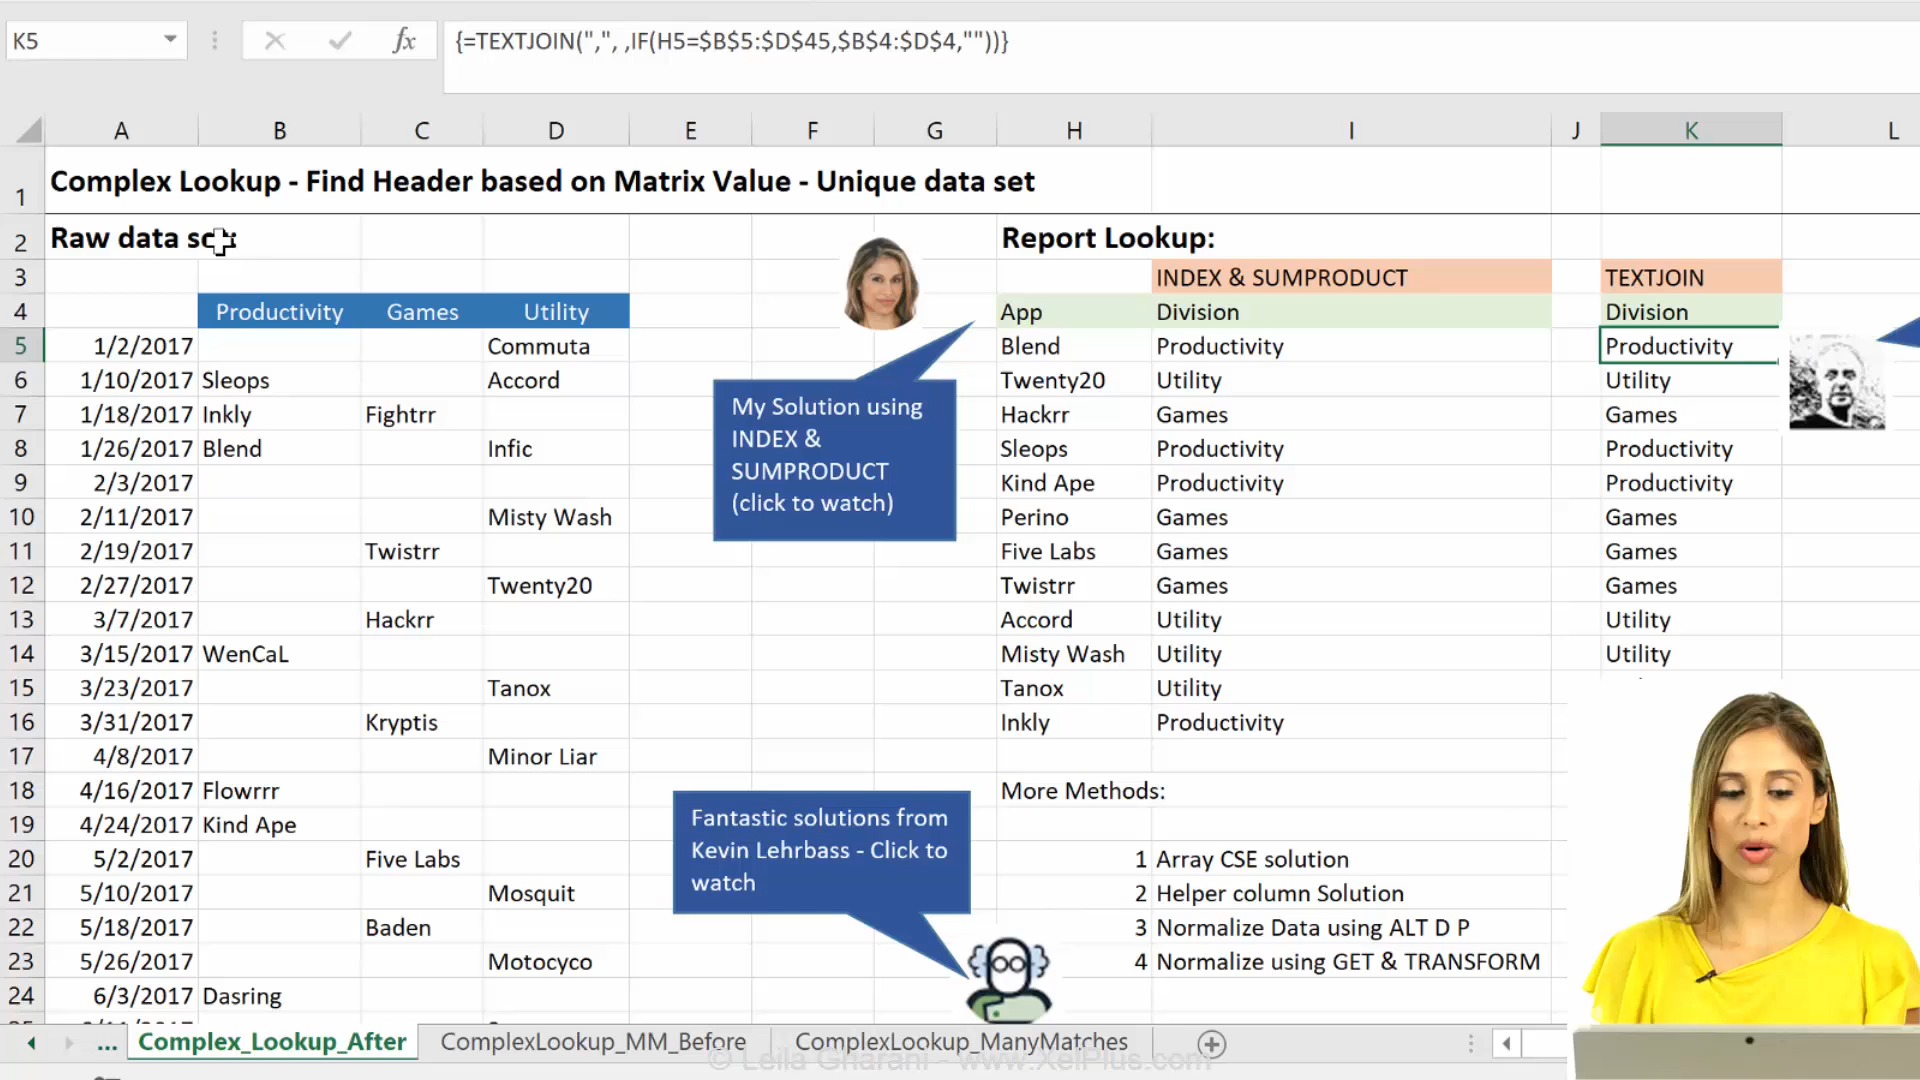 K5 fx {=TEXTJOIN(",", ,IF(H5=$B$5:$D$45,$B$4:$D$4,""))}
A B C D E F G H I J K L
1 Complex Lookup - Find Header based on Matrix Value - Unique data set
2 Raw data set: Report Lookup:
3 INDEX & SUMPRODUCT TEXTJOIN
4 Productivity Games Utility App Division Division
5 1/2/2017 Commuta Blend Productivity Productivity
6 1/10/2017 Sleops Accord Twenty20 Utility Utility
7 1/18/2017 Inkly Fightrr Hackrr Games Games
8 1/26/2017 Blend Infic Sleops Productivity Productivity
9 2/3/2017 Kind Ape Productivity Productivity
10 2/11/2017 Misty Wash Perino Games Games
11 2/19/2017 Twistrr Five Labs Games Games
12 2/27/2017 Twenty20 Twistrr Games Games
13 3/7/2017 Hackrr Accord Utility Utility
14 3/15/2017 WenCaL Misty Wash Utility Utility
15 3/23/2017 Tanox Tanox Utility
16 3/31/2017 Kryptis Inkly Productivity
17 4/8/2017 Minor Liar
18 4/16/2017 Flowrrr More Methods:
19 4/24/2017 Kind Ape
20 5/2/2017 Five Labs 1 Array CSE solution
21 5/10/2017 Mosquit 2 Helper column Solution
22 5/18/2017 Baden 3 Normalize Data using ALT D P
23 5/26/2017 Motocyco 4 Normalize using GET & TRANSFORM
24 6/3/2017 Dasring
My Solution using
INDEX &
SUMPRODUCT
(click to watch)
Fantastic solutions from
Kevin Lehrbass - Click to
watch
... Complex_Lookup_After ComplexLookup_MM_Before ComplexLookup_ManyMatches
© Leila Gharani - www.XelPlus.com